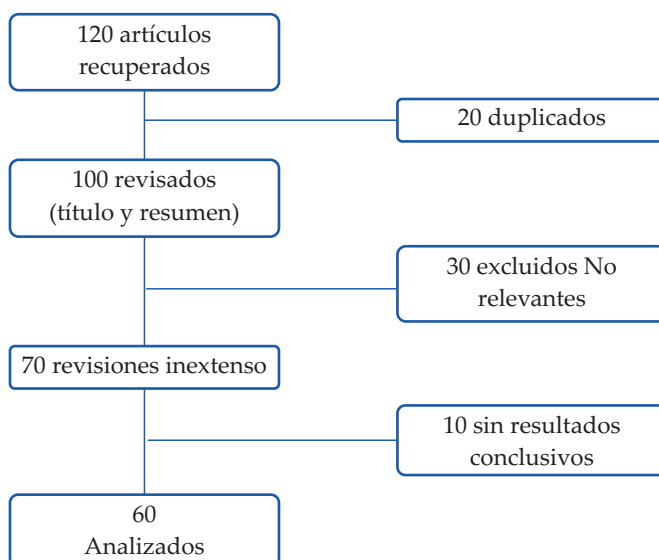 120 artículos
recuperados
20 duplicados
100 revisados
(título y resumen)
30 excluidos No
relevantes
70 revisiones inextenso
10 sin resultados
conclusivos
60
Analizados